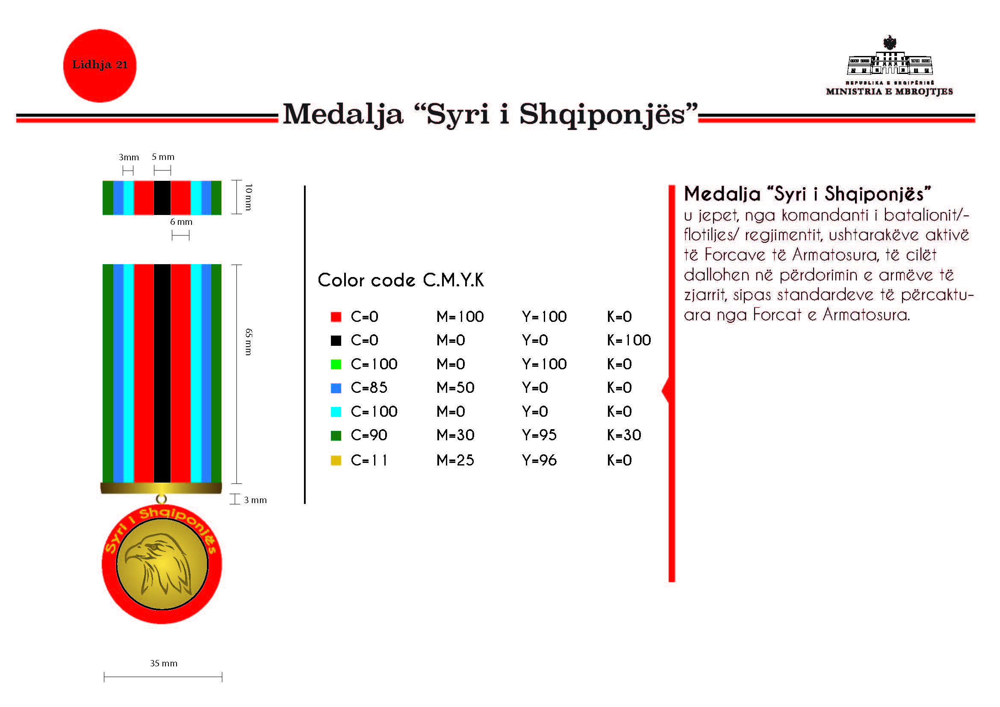 Lidhja 21
REPUBLIKA E SHQIPËRISË
MINISTRIA E MBROJTJES
Medalja “Syri i Shqiponjës”
3mm
5 mm
10 mm
6 mm
65 mm
3 mm
Syri i Shqiponjës
35 mm
Color code C.M.Y.K
C=0 M=100 Y=100 K=0
C=0 M=0 Y=0 K=100
C=100 M=0 Y=100 K=0
C=85 M=50 Y=0 K=0
C=100 M=0 Y=0 K=0
C=90 M=30 Y=95 K=30
C=11 M=25 Y=96 K=0
Medalja “Syri i Shqiponjës”
u jepet, nga komandanti i batalionit/-
flotiljes/ regjimentit, ushtarakëve aktivë
të Forcave të Armatosura, të cilët
dallohen në përdorimin e armëve të
zjarrit, sipas standardeve të përcaktu-
ara nga Forcat e Armatosura.